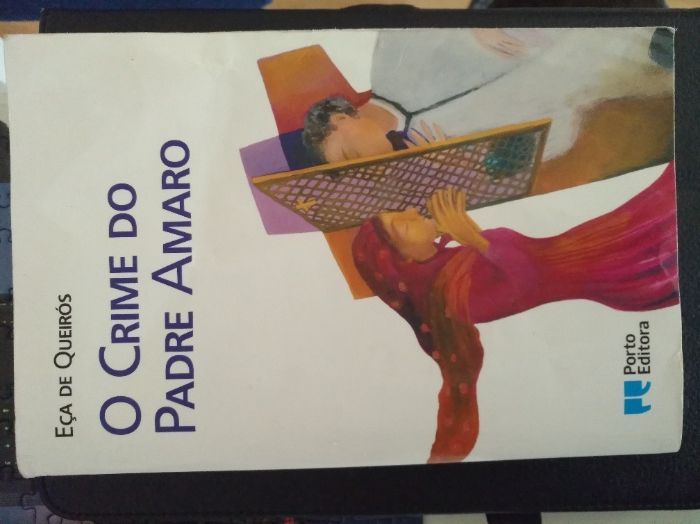 EÇA DE QUEIRÓS
O CRIME DO
PADRE AMARO
Porto
Editora